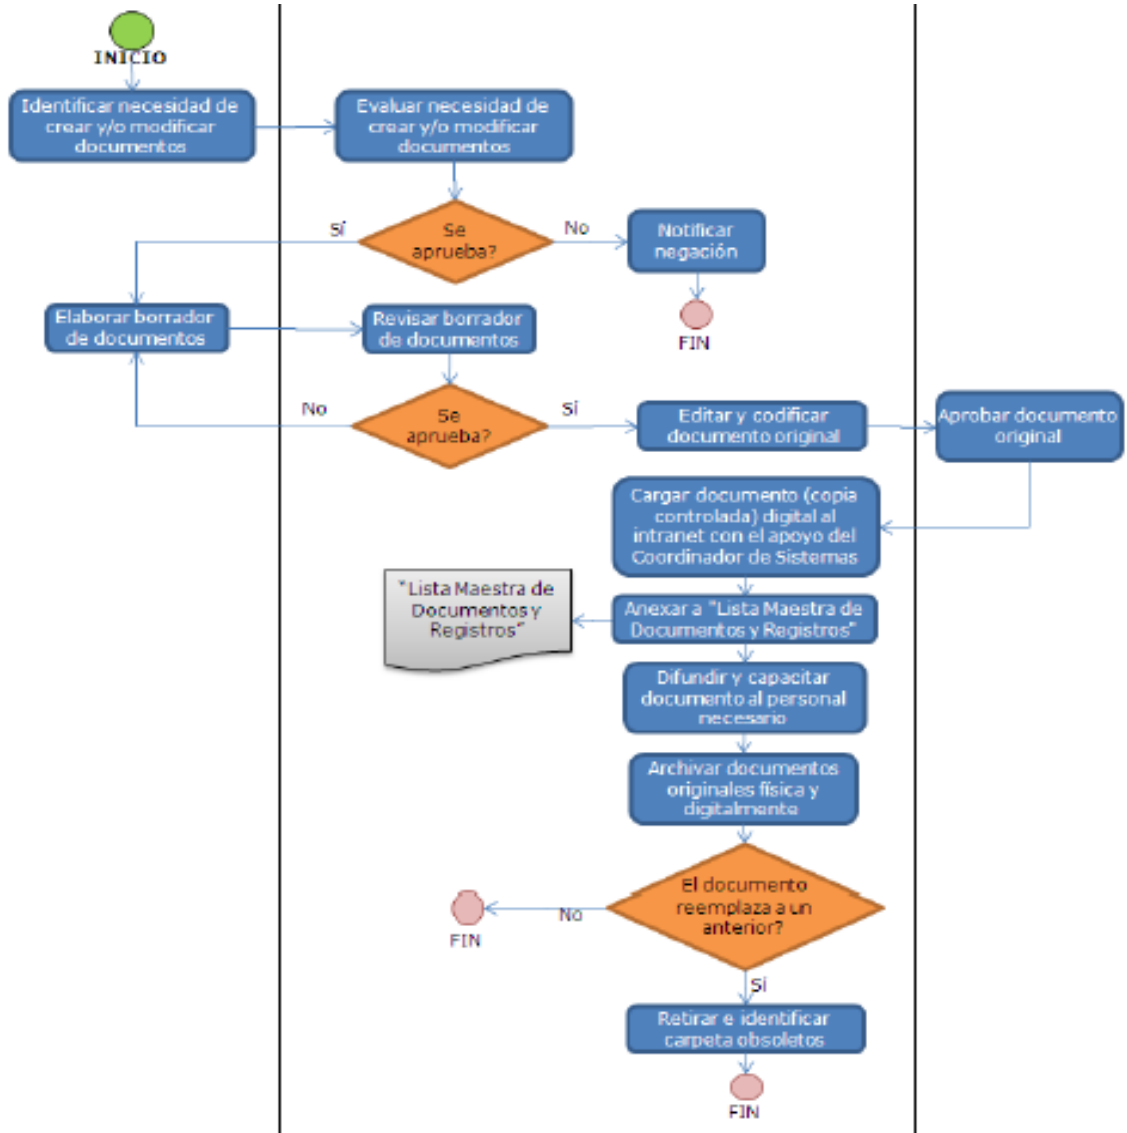 INICIO
Identificar necesidad de
crear y/o modificar
documentos
Evaluar necesidad de
crear y/o modificar
documentos
Sí
Se
aprueba?
No
Notificar
negación
FIN
Elaborar borrador
de documentos
Revisar borrador
de documentos
No
Se
aprueba?
Sí
Editar y codificar
documento original
Aprobar documento
original
Cargar documento (copia
controlada) digital al
intranet con el apoyo del
Coordinador de Sistemas
"Lista Maestra de
Documentos y
Registros"
Anexar a "Lista Maestra de
Documentos y Registros"
Difundir y capacitar
documento al personal
necesario
Archivar documentos
originales física y
digitalmente
El documento
reemplaza a un
anterior?
No
FIN
Sí
Retirar e identificar
carpeta obsoletos
FIN